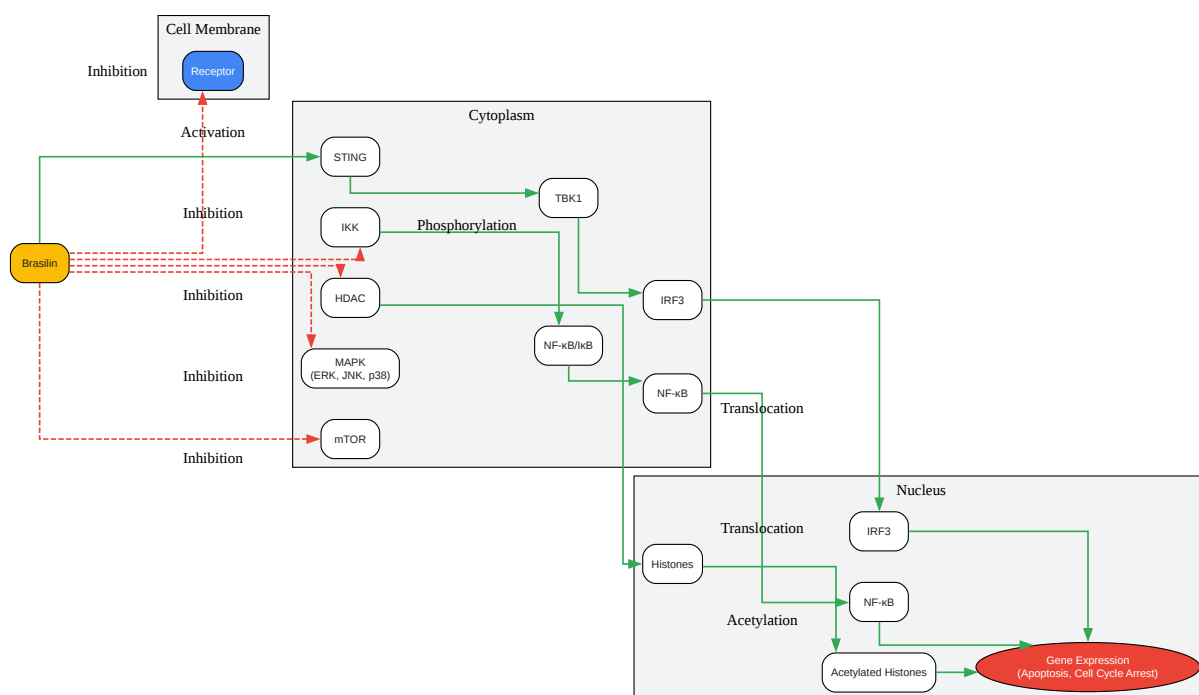 Cell Membrane
Inhibition
Receptor
Cytoplasm
Activation
STING
TBK1
Inhibition
IKK
Phosphorylation
Brasilin
Inhibition
HDAC
IRF3
NF-κB/IκB
MAPK
(ERK, JNK, p38)
Inhibition
NF-κB
Translocation
mTOR
Inhibition
Nucleus
Translocation
IRF3
Histones
NF-κB
Acetylation
Gene Expression
(Apoptosis, Cell Cycle Arrest)
Acetylated Histones